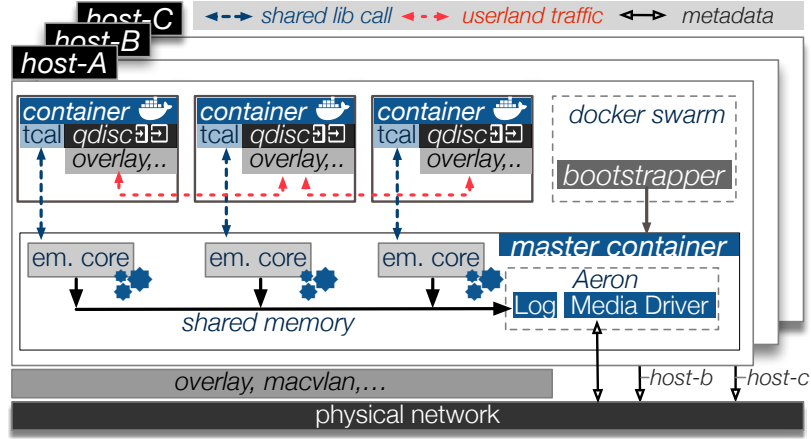 host-C
shared lib call
userland traffic
metadata
host-B
host-A
container
container
container
docker swarm
tcal
qdisc
tcal
qdisc
tcal
qdisc
overlay,..
overlay,..
overlay,..
bootstrapper
master container
em. core
em. core
em. core
Aeron
Log
Media Driver
shared memory
overlay, macvlan,...
host-b
host-c
physical network